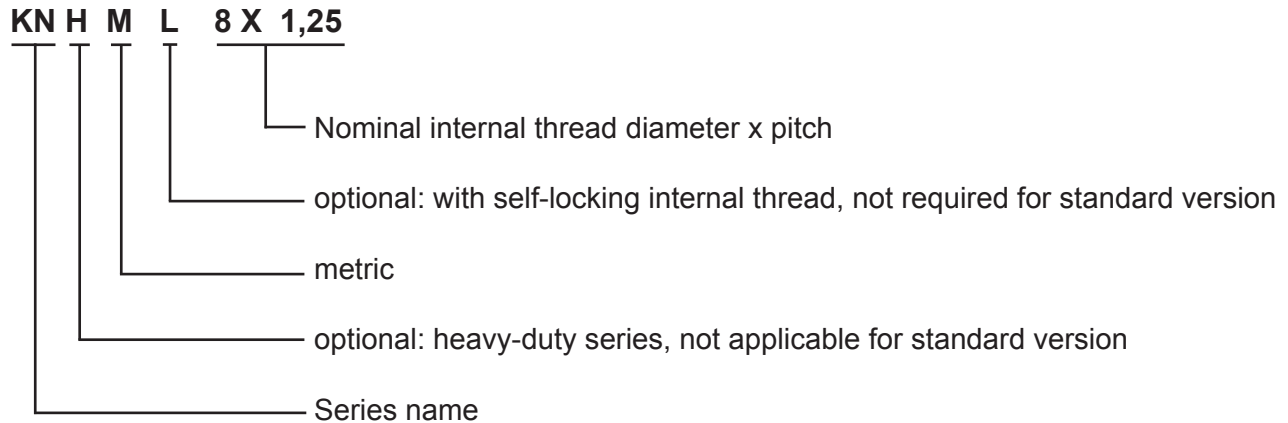 KN H M L 8 X 1,25
Nominal internal thread diameter x pitch
optional: with self-locking internal thread, not required for standard version
metric
optional: heavy-duty series, not applicable for standard version
Series name